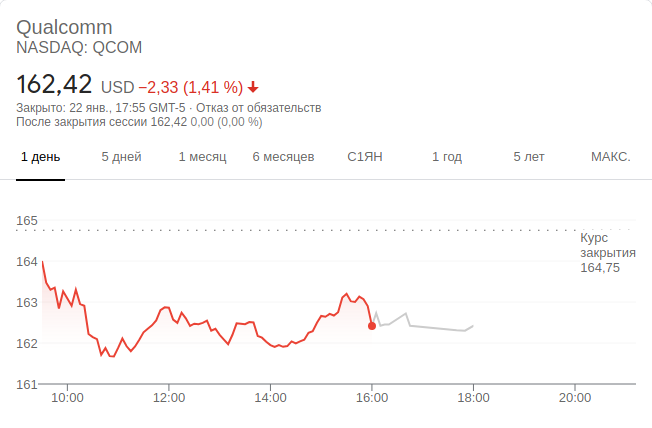 Qualcomm
NASDAQ: QCOM
162,42 USD −2,33 (1,41 %)
Закрыто: 22 янв., 17:55 GMT-5 · Отказ от обязательств
После закрытия сессии 162,42 0,00 (0,00 %)
1 день 5 дней 1 месяц 6 месяцев С1ЯН 1 год 5 лет МАКС.
165
Курс
закрытия
164,75
164
163
162
161
10:00 12:00 14:00 16:00 18:00 20:00